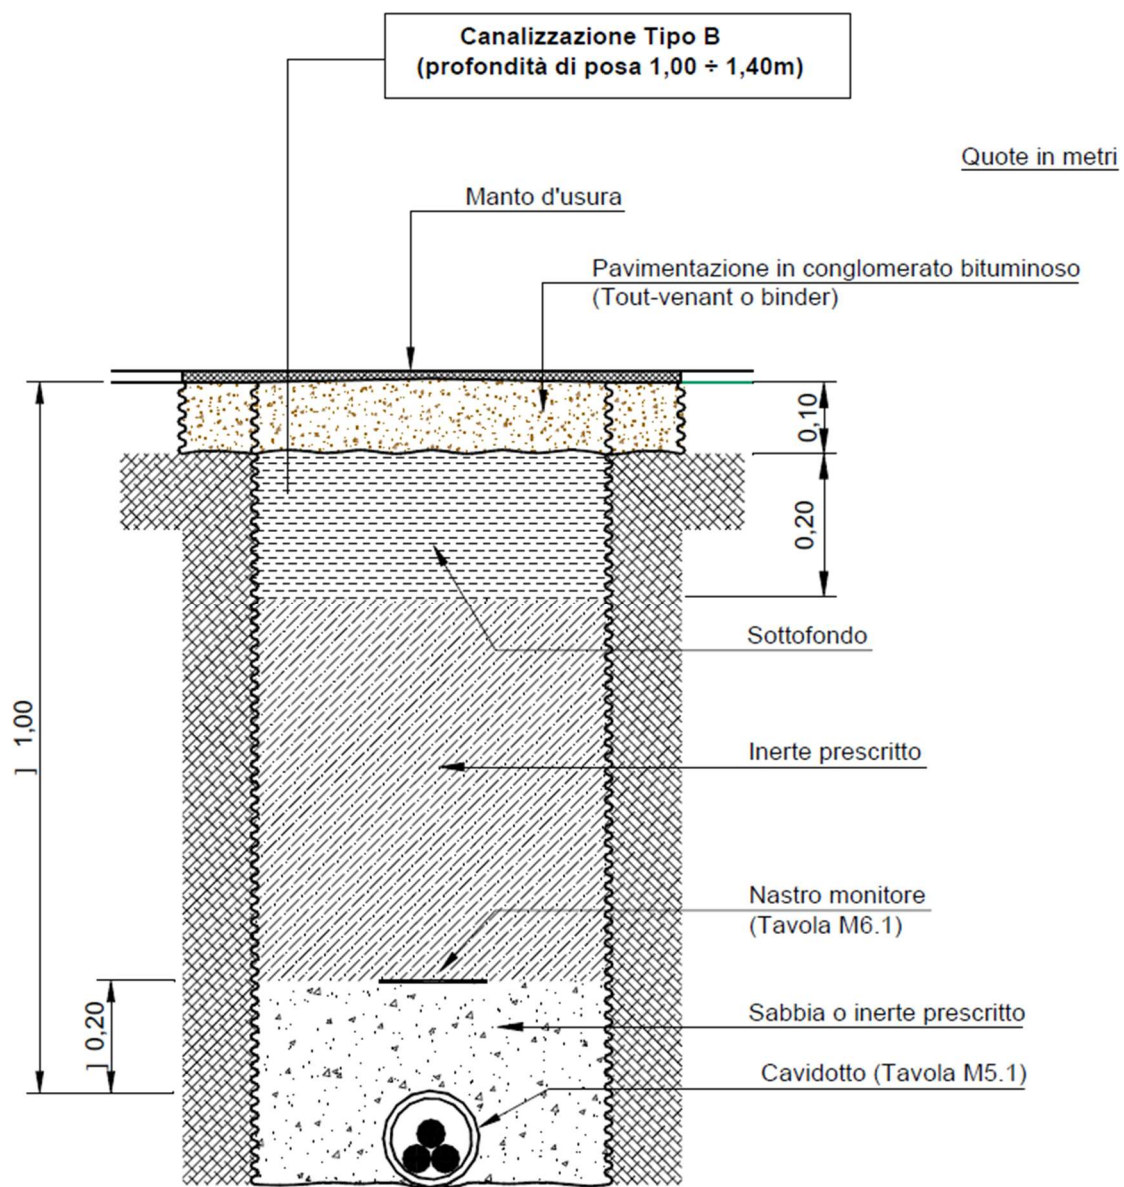 Canalizzazione Tipo B
(profondità di posa 1,00 ÷ 1,40m)
Quote in metri
Manto d'usura
Pavimentazione in conglomerato bituminoso
(Tout-venant o binder)
0,10
0,20
Sottofondo
] 1,00
Inerte prescritto
Nastro monitore
(Tavola M6.1)
] 0,20
Sabbia o inerte prescritto
Cavidotto (Tavola M5.1)